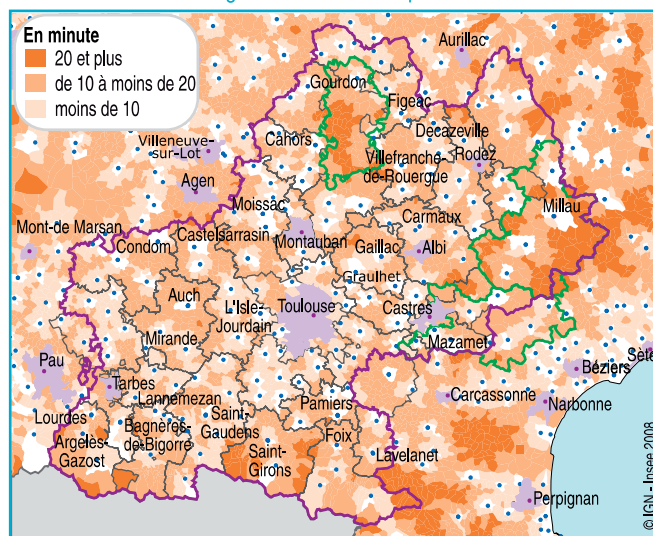 En minute
20 et plus
de 10 à moins de 20
moins de 10
Aurillac
Gourdon
Figeac
Decazeville
Cahors
Villeneuve-
sur-Lot
Villefranche-
de-Rouergue
Rodez
Agen
Moissac
Millau
Mont-de Marsan
Carmaux
Castelsarrasin
Condom
Montauban
Gaillac
Albi
Graulhet
Auch
L'Isle-
Jourdain
Toulouse
Castres
Mirande
Mazamet
Sète
Pau
Béziers
Tarbes
Carcassonne
Lannemezan
Narbonne
Pamiers
Lourdes
Bagnères-
de-Bigorre
Saint-
Gaudens
Foix
Argelès-
Gazost
Saint-
Girons
Lavelanet
Perpignan
©IGN - Insee 2008